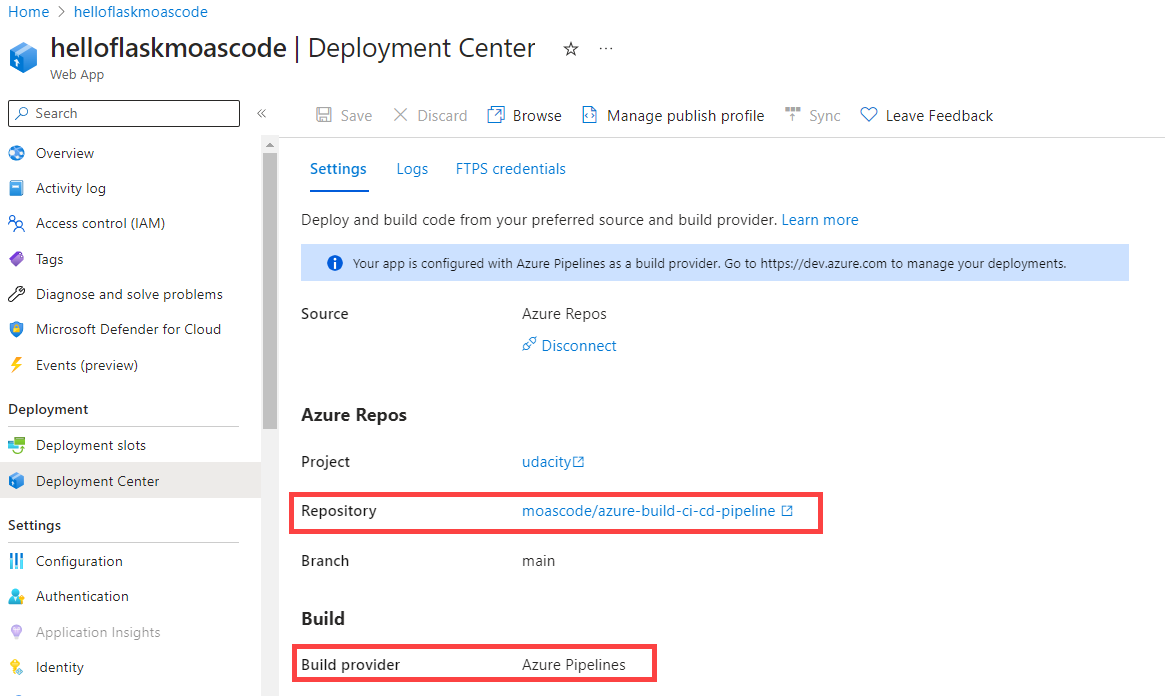 Home > helloflaskmoascode
helloflaskmoascode | Deployment Center
Web App
Search
Save
Discard
Browse
Manage publish profile
Sync
Leave Feedback
Overview
Activity log
Access control (IAM)
Tags
Diagnose and solve problems
Microsoft Defender for Cloud
Events (preview)
Deployment
Deployment slots
Deployment Center
Settings
Configuration
Authentication
Application Insights
Identity
Settings Logs FTPS credentials
Deploy and build code from your preferred source and build provider. Learn more
Your app is configured with Azure Pipelines as a build provider. Go to https://dev.azure.com to manage your deployments.
Source Azure Repos
Disconnect
Azure Repos
Project udacity
Repository moascode/azure-build-ci-cd-pipeline
Branch main
Build
Build provider Azure Pipelines